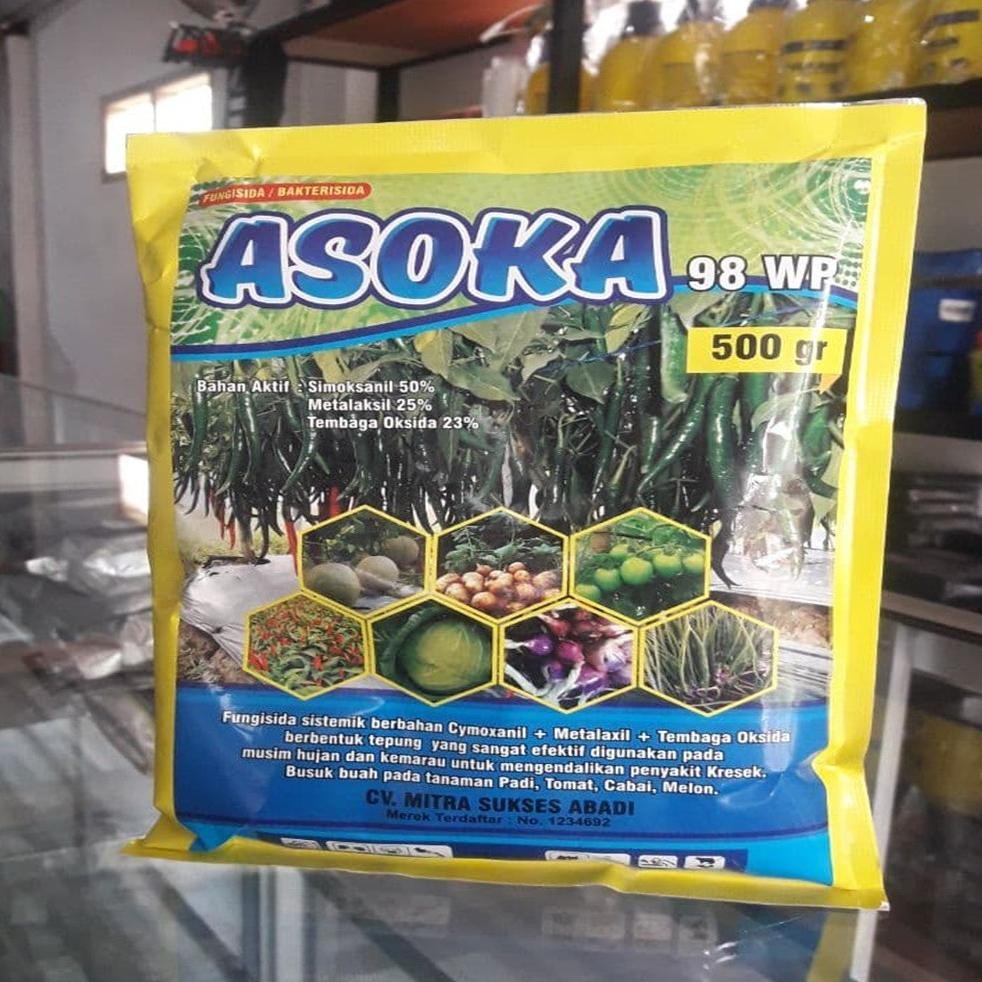 FUNGISIDA / BAKTERISIDA
ASOKA 98 WP
500 gr
Bahan Aktif : Simoksanil 50%
Metalaksil 25%
Tembaga Oksida 23%
Fungisida sistemik berbahan Cymoxanil + Metalaxil + Tembaga Oksida
berbentuk tepung yang sangat efektif digunakan pada
musim hujan dan kemarau untuk mengendalikan penyakit Kresek.
Busuk buah pada tanaman Padi, Tomat, Cabai, Melon.
CV. MITRA SUKSES ABADI
Merek Terdaftar : No. 1234692